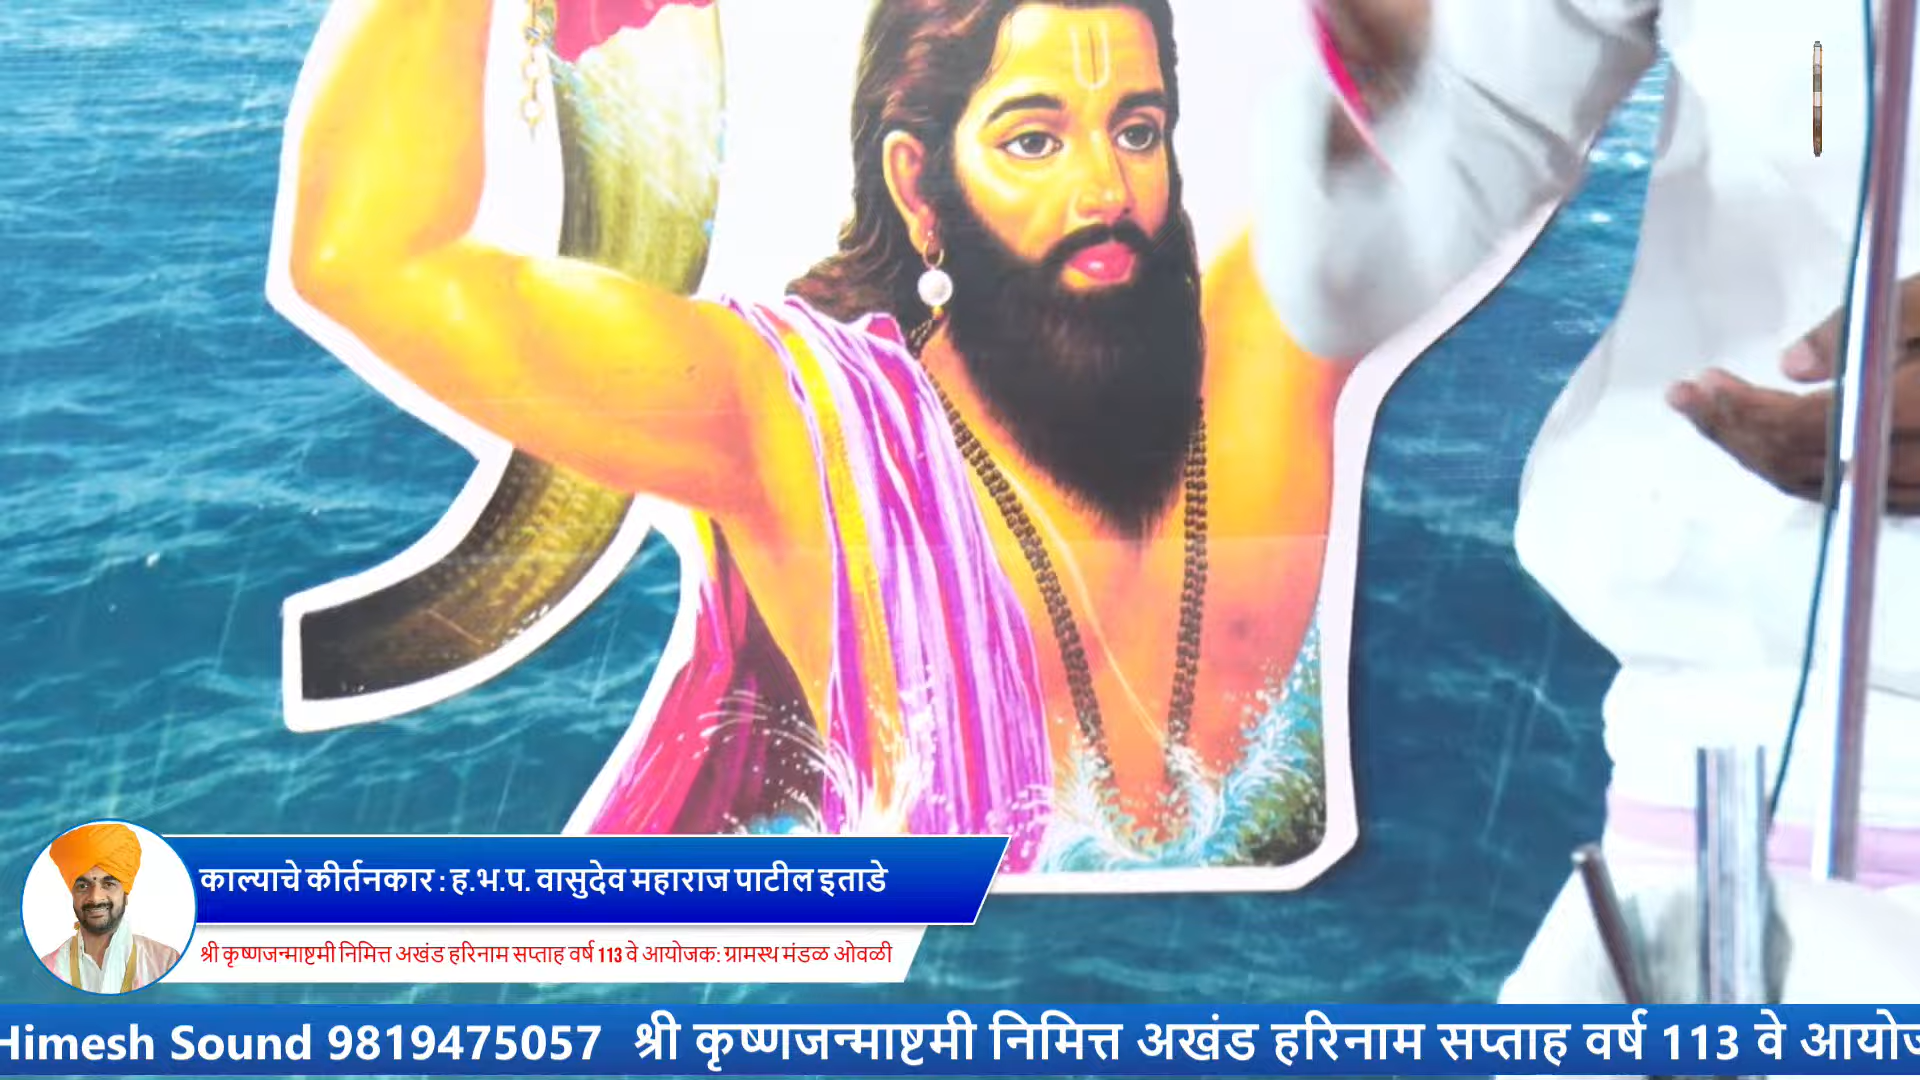 काल्याचे कीर्तनकार : ह.भ.प. वासुदेव महाराज पाटील इताडे
श्री कृष्णजन्माष्टमी निमित्त अखंड हरिनाम सप्ताह वर्ष 113 वे आयोजक: ग्रामस्थ मंडळ ओवळी
Himesh Sound 9819475057 श्री कृष्णजन्माष्टमी निमित्त अखंड हरिनाम सप्ताह वर्ष 113 वे